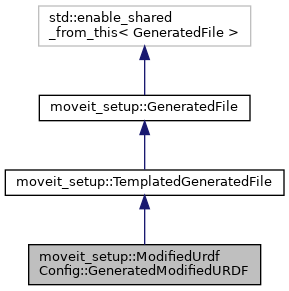 std::enable_shared
_from_this< GeneratedFile >
moveit_setup::GeneratedFile
moveit_setup::TemplatedGeneratedFile
moveit_setup::ModifiedUrdf
Config::GeneratedModifiedURDF